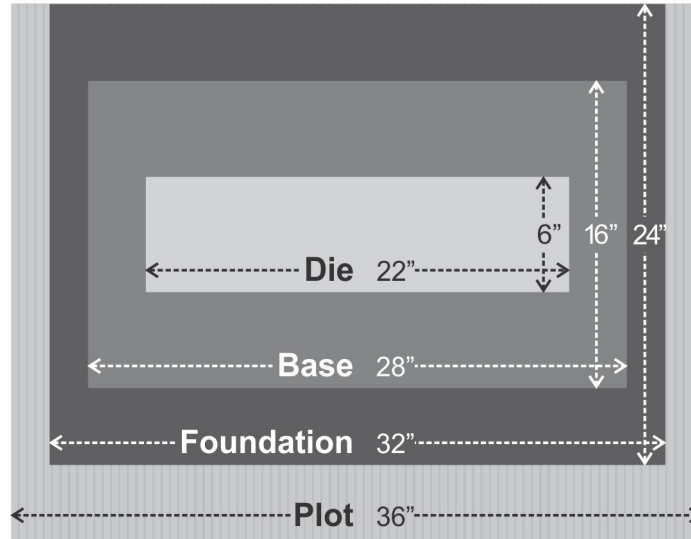 6” 16” 24”
Die 22”
Base 28”
Foundation 32”
Plot 36”